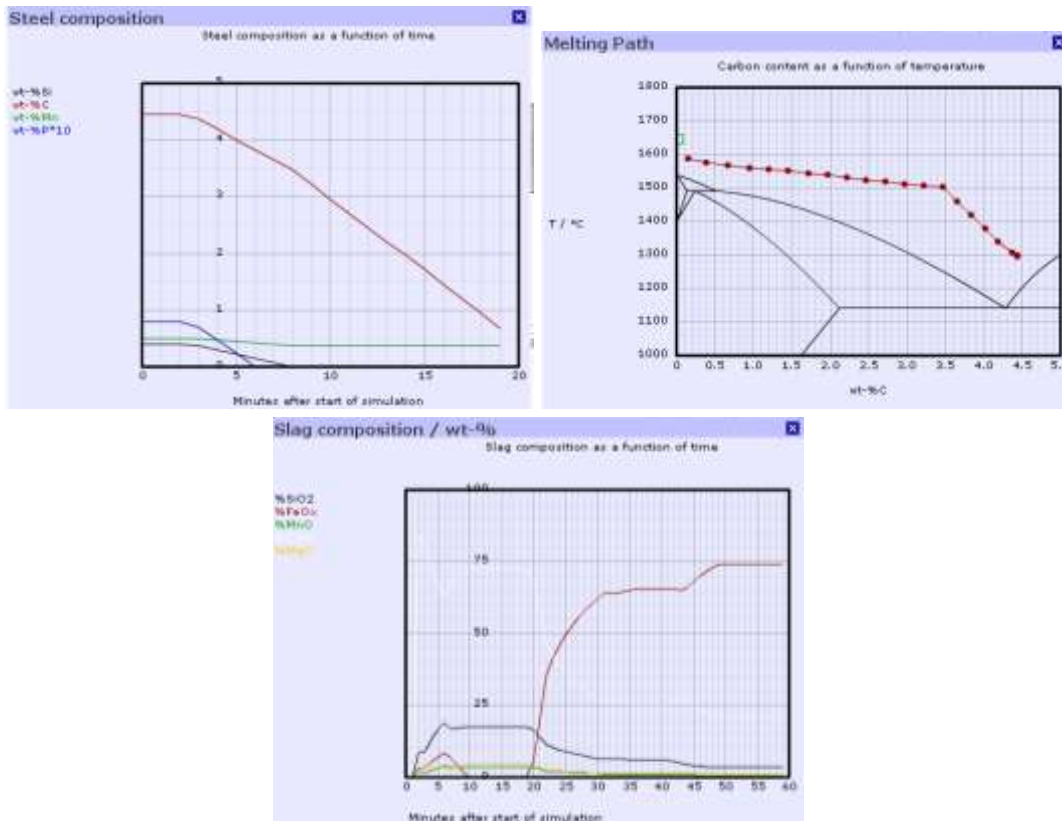 Steel composition
Steel composition as a function of time
wt-%Si
wt-%C
wt-%Mn
wt-%P*10
5
4
3
2
1
0
0 5 10 15 20
Minutes after start of simulation
Melting Path
Carbon content as a function of temperature
1800
1700
1600
1500
1400
1300
1200
1100
1000
T / ºC
0 0.5 1.0 1.5 2.0 2.5 3.0 3.5 4.0 4.5 5.0
wt-%C
Slag composition / wt-%
Slag composition as a function of time
%SiO2
%FeOx
%MnO
%MgO
100
75
50
25
0
0 5 10 15 20 25 30 35 40 45 50 55 60
Minutes after start of simulation